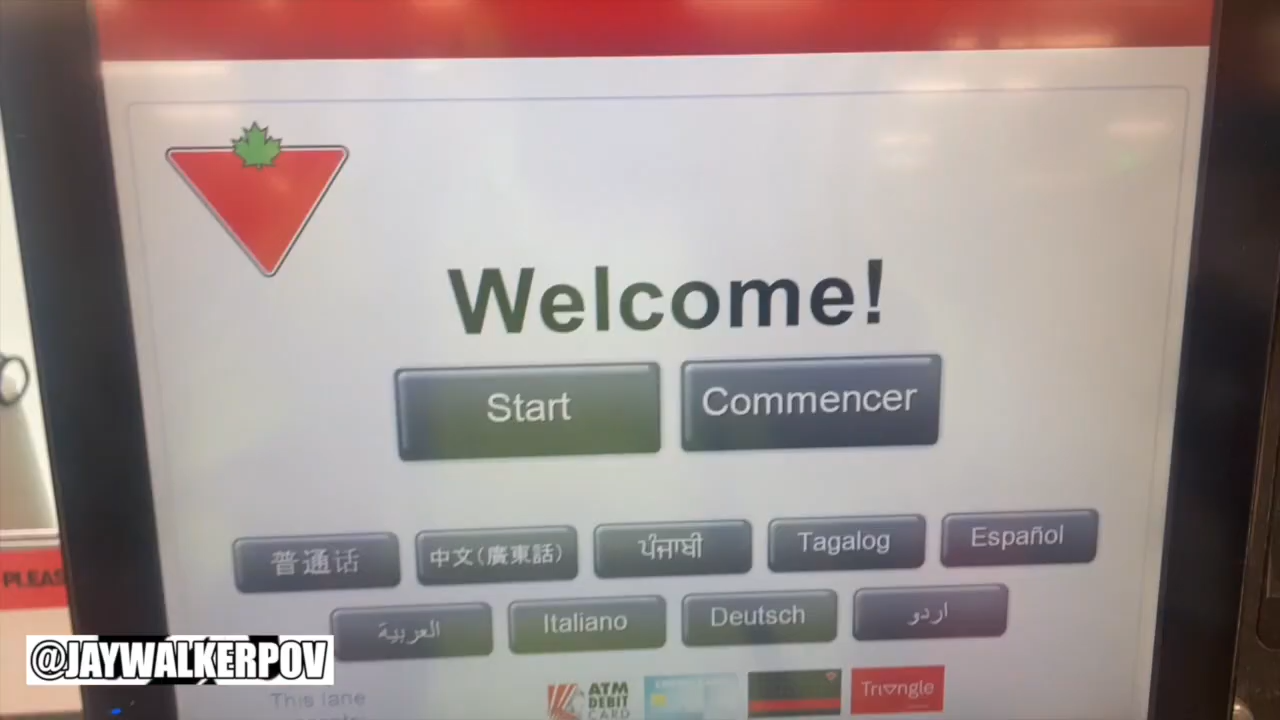 Welcome!
Start Commencer
普通话 中文(廣東話) ਪੰਜਾਬੀ Tagalog Español
العربية Italiano Deutsch اردو
PLEAS
@JAYWALKERPOV
This lane
ATM
DEBIT
CARD
Triangle